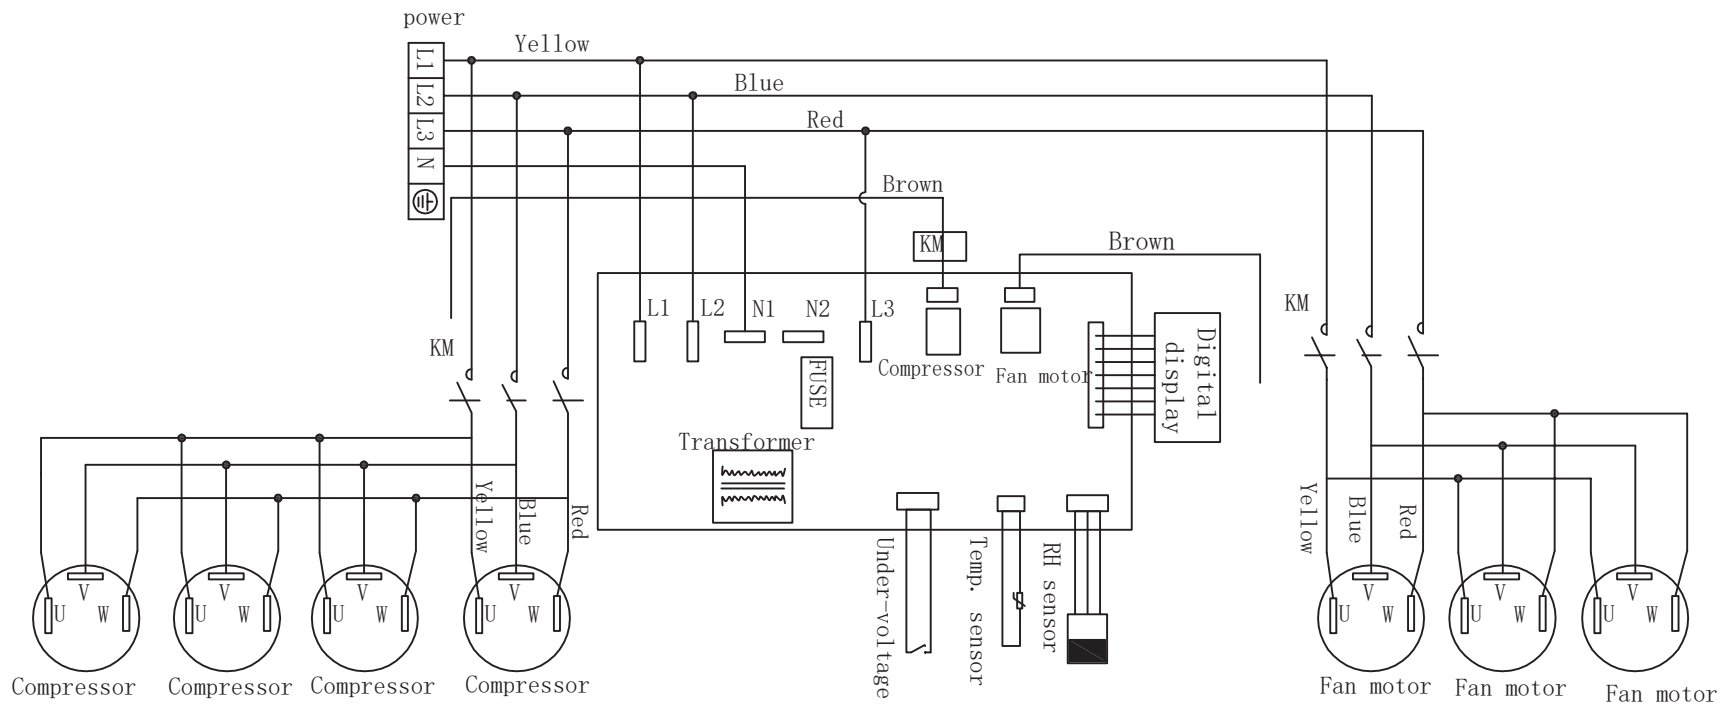 power
L1
L2
L3
N
Yellow
Blue
Red
Brown
KM
Brown
L1
L2
N1
N2
L3
KM
KM
Compressor
Fan motor
FUSE
Digital
display
Transformer
Yellow
Blue
Red
Under-voltage
Temp. sensor
RH sensor
Yellow
Blue
Red
U V W
U V W
U V W
U V W
U V W
U V W
U V W
Compressor
Compressor
Compressor
Compressor
Fan motor
Fan motor
Fan motor